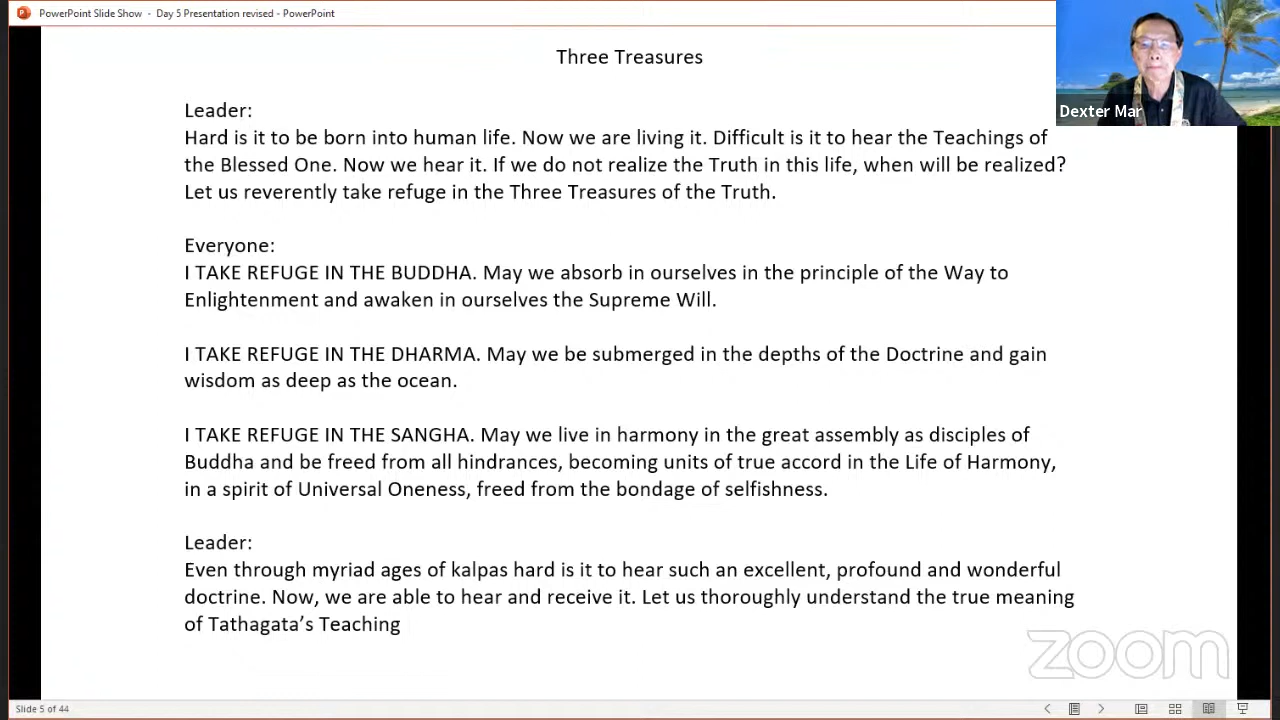 PowerPoint Slide Show - Day 5 Presentation revised - PowerPoint
Three Treasures
Dexter Mar
Leader:
Hard is it to be born into human life. Now we are living it. Difficult is it to hear the Teachings of
the Blessed One. Now we hear it. If we do not realize the Truth in this life, when will be realized?
Let us reverently take refuge in the Three Treasures of the Truth.
Everyone:
I TAKE REFUGE IN THE BUDDHA. May we absorb in ourselves in the principle of the Way to
Enlightenment and awaken in ourselves the Supreme Will.
I TAKE REFUGE IN THE DHARMA. May we be submerged in the depths of the Doctrine and gain
wisdom as deep as the ocean.
I TAKE REFUGE IN THE SANGHA. May we live in harmony in the great assembly as disciples of
Buddha and be freed from all hindrances, becoming units of true accord in the Life of Harmony,
in a spirit of Universal Oneness, freed from the bondage of selfishness.
Leader:
Even through myriad ages of kalpas hard is it to hear such an excellent, profound and wonderful
doctrine. Now, we are able to hear and receive it. Let us thoroughly understand the true meaning
of Tathagata’s Teaching
zoom
Slide 5 of 44